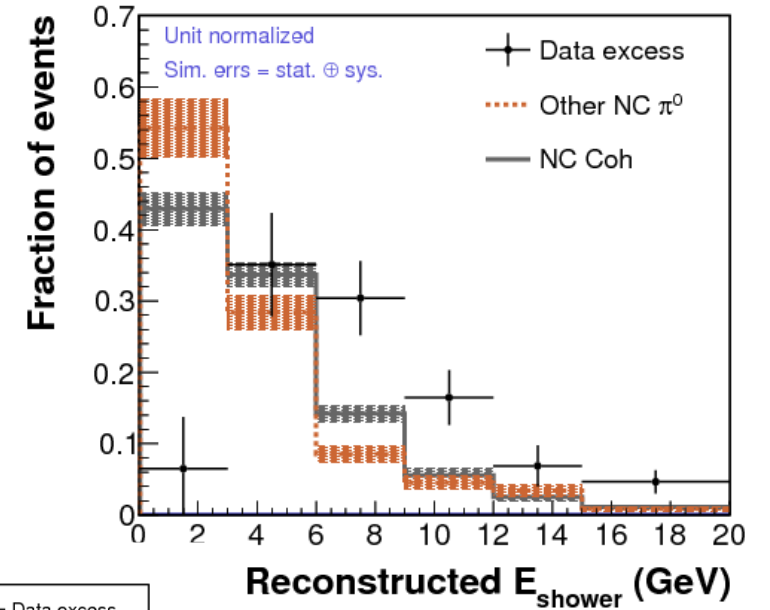 0.7
Unit normalized
Sim. errs = stat. ⊕ sys.
Data excess
Other NC π⁰
NC Coh
0.6
0.5
0.4
0.3
0.2
0.1
0
Fraction of events
0 2 4 6 8 10 12 14 16 18 20
Reconstructed E_shower (GeV)
Data excess